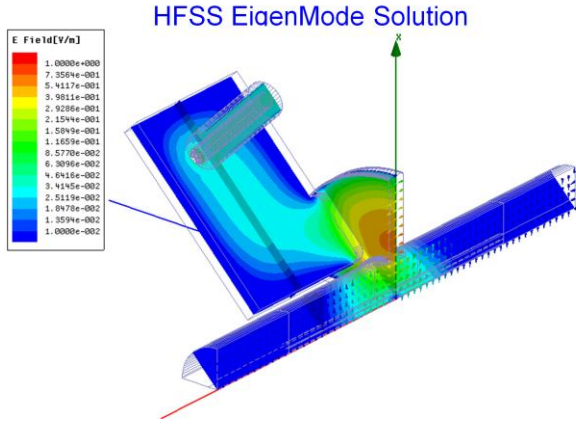 HFSS EigenMode Solution
E Field[V/m]
1.0000e+000
7.3564e-001
5.4117e-001
3.9811e-001
2.9286e-001
2.1544e-001
1.5849e-001
1.1659e-001
8.5770e-002
6.3096e-002
4.6416e-002
3.4145e-002
2.5119e-002
1.8478e-002
1.3594e-002
1.0000e-002
x